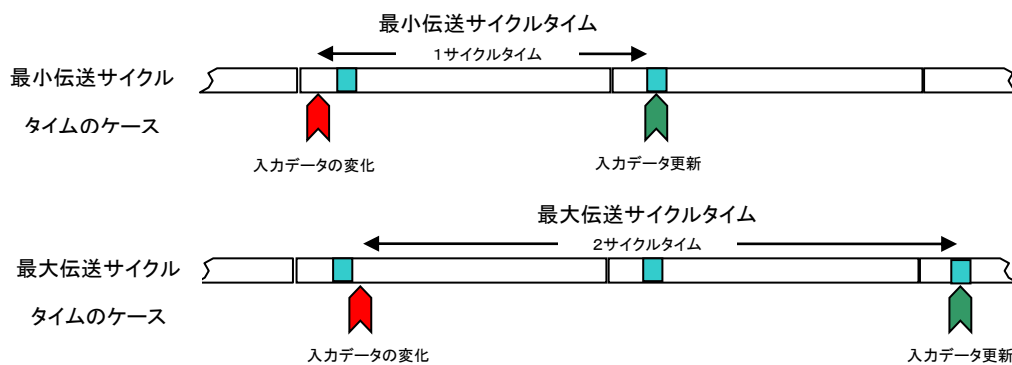 最小伝送サイクルタイム
1サイクルタイム
最小伝送サイクル
タイムのケース
入力データの変化
入力データ更新
最大伝送サイクルタイム
2サイクルタイム
最大伝送サイクル
タイムのケース
入力データの変化
入力データ更新